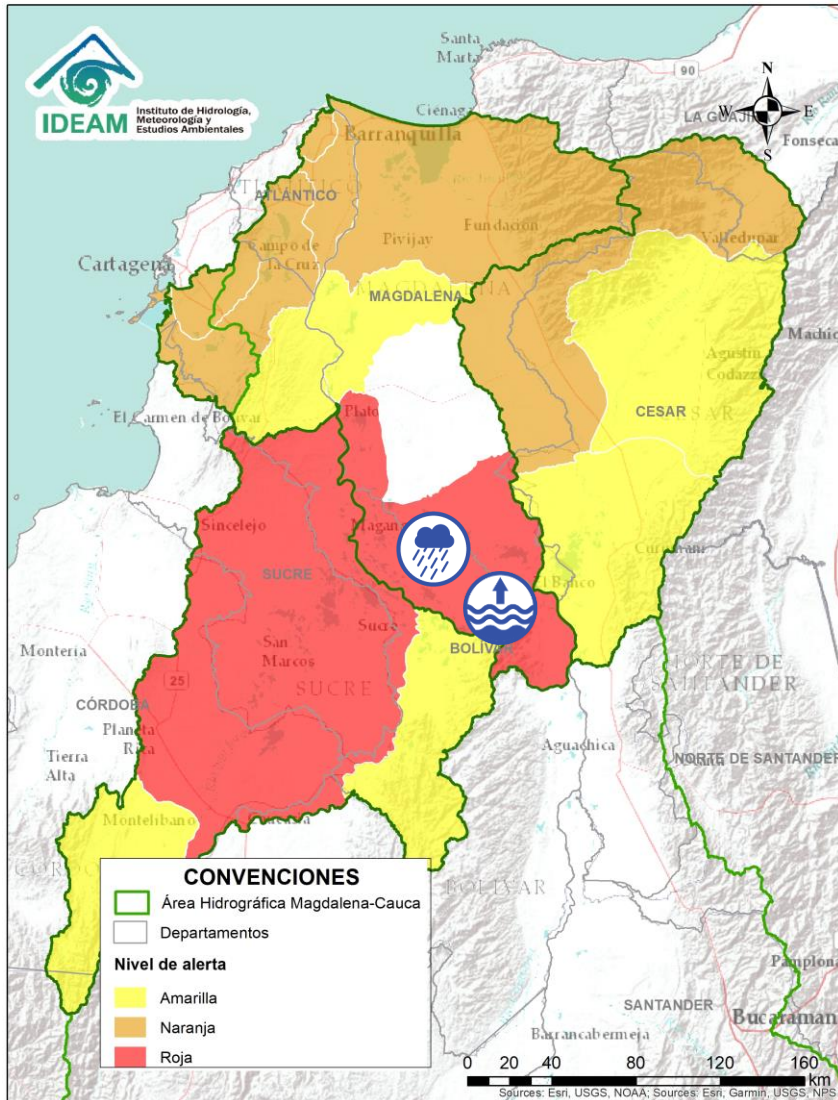 IDEAM
Instituto de Hidrología,
Meteorología y
Estudios Ambientales
Santa
Marta
90
N
W
E
S
Ciénaga
LA GUAJIRA
Fonseca
Barranquilla
ATLÁNTICO
Fundación
Valledupar
Campo de
la Cruz
Pivijay
Cartagena
MAGDALENA
Agustín
Codazzi
El Carmen de Bolívar
Plato
CESAR
Sincelejo
SUCRE
El Banco
Sucre
BOLÍVAR
Montería
San
Marcos
25
SUCRE
NORTE DE
SANTANDER
CÓRDOBA
Planeta
Rica
Aguachica
Tierra
Alta
NORTE DE SANTANDER
Montelíbano
BOLÍVAR
CONVENCIONES
Área Hidrográfica Magdalena-Cauca
Departamentos
Nivel de alerta
Amarilla
Naranja
Roja
Pamplona
SANTANDER
Bucaraman
Barrancabermeja
0 20 40 80 120 160
km
Sources: Esri, USGS, NOAA; Sources: Esri, Garmin, USGS, NPS